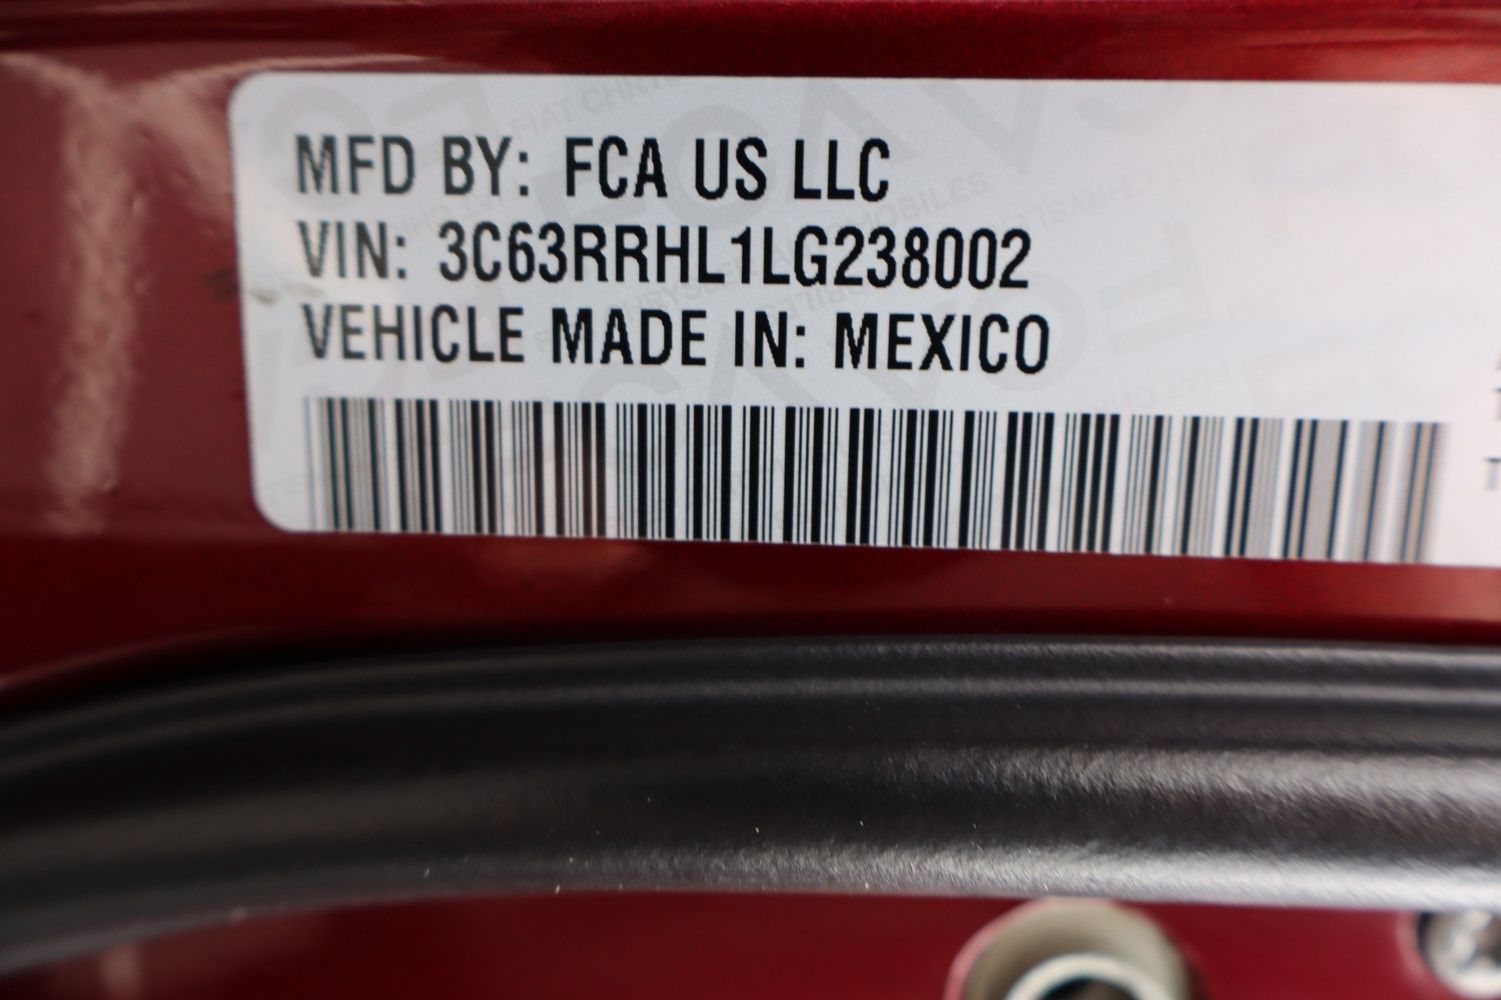 MFD BY: FCA US LLC
VIN: 3C63RRHL1LG238002
VEHICLE MADE IN: MEXICO